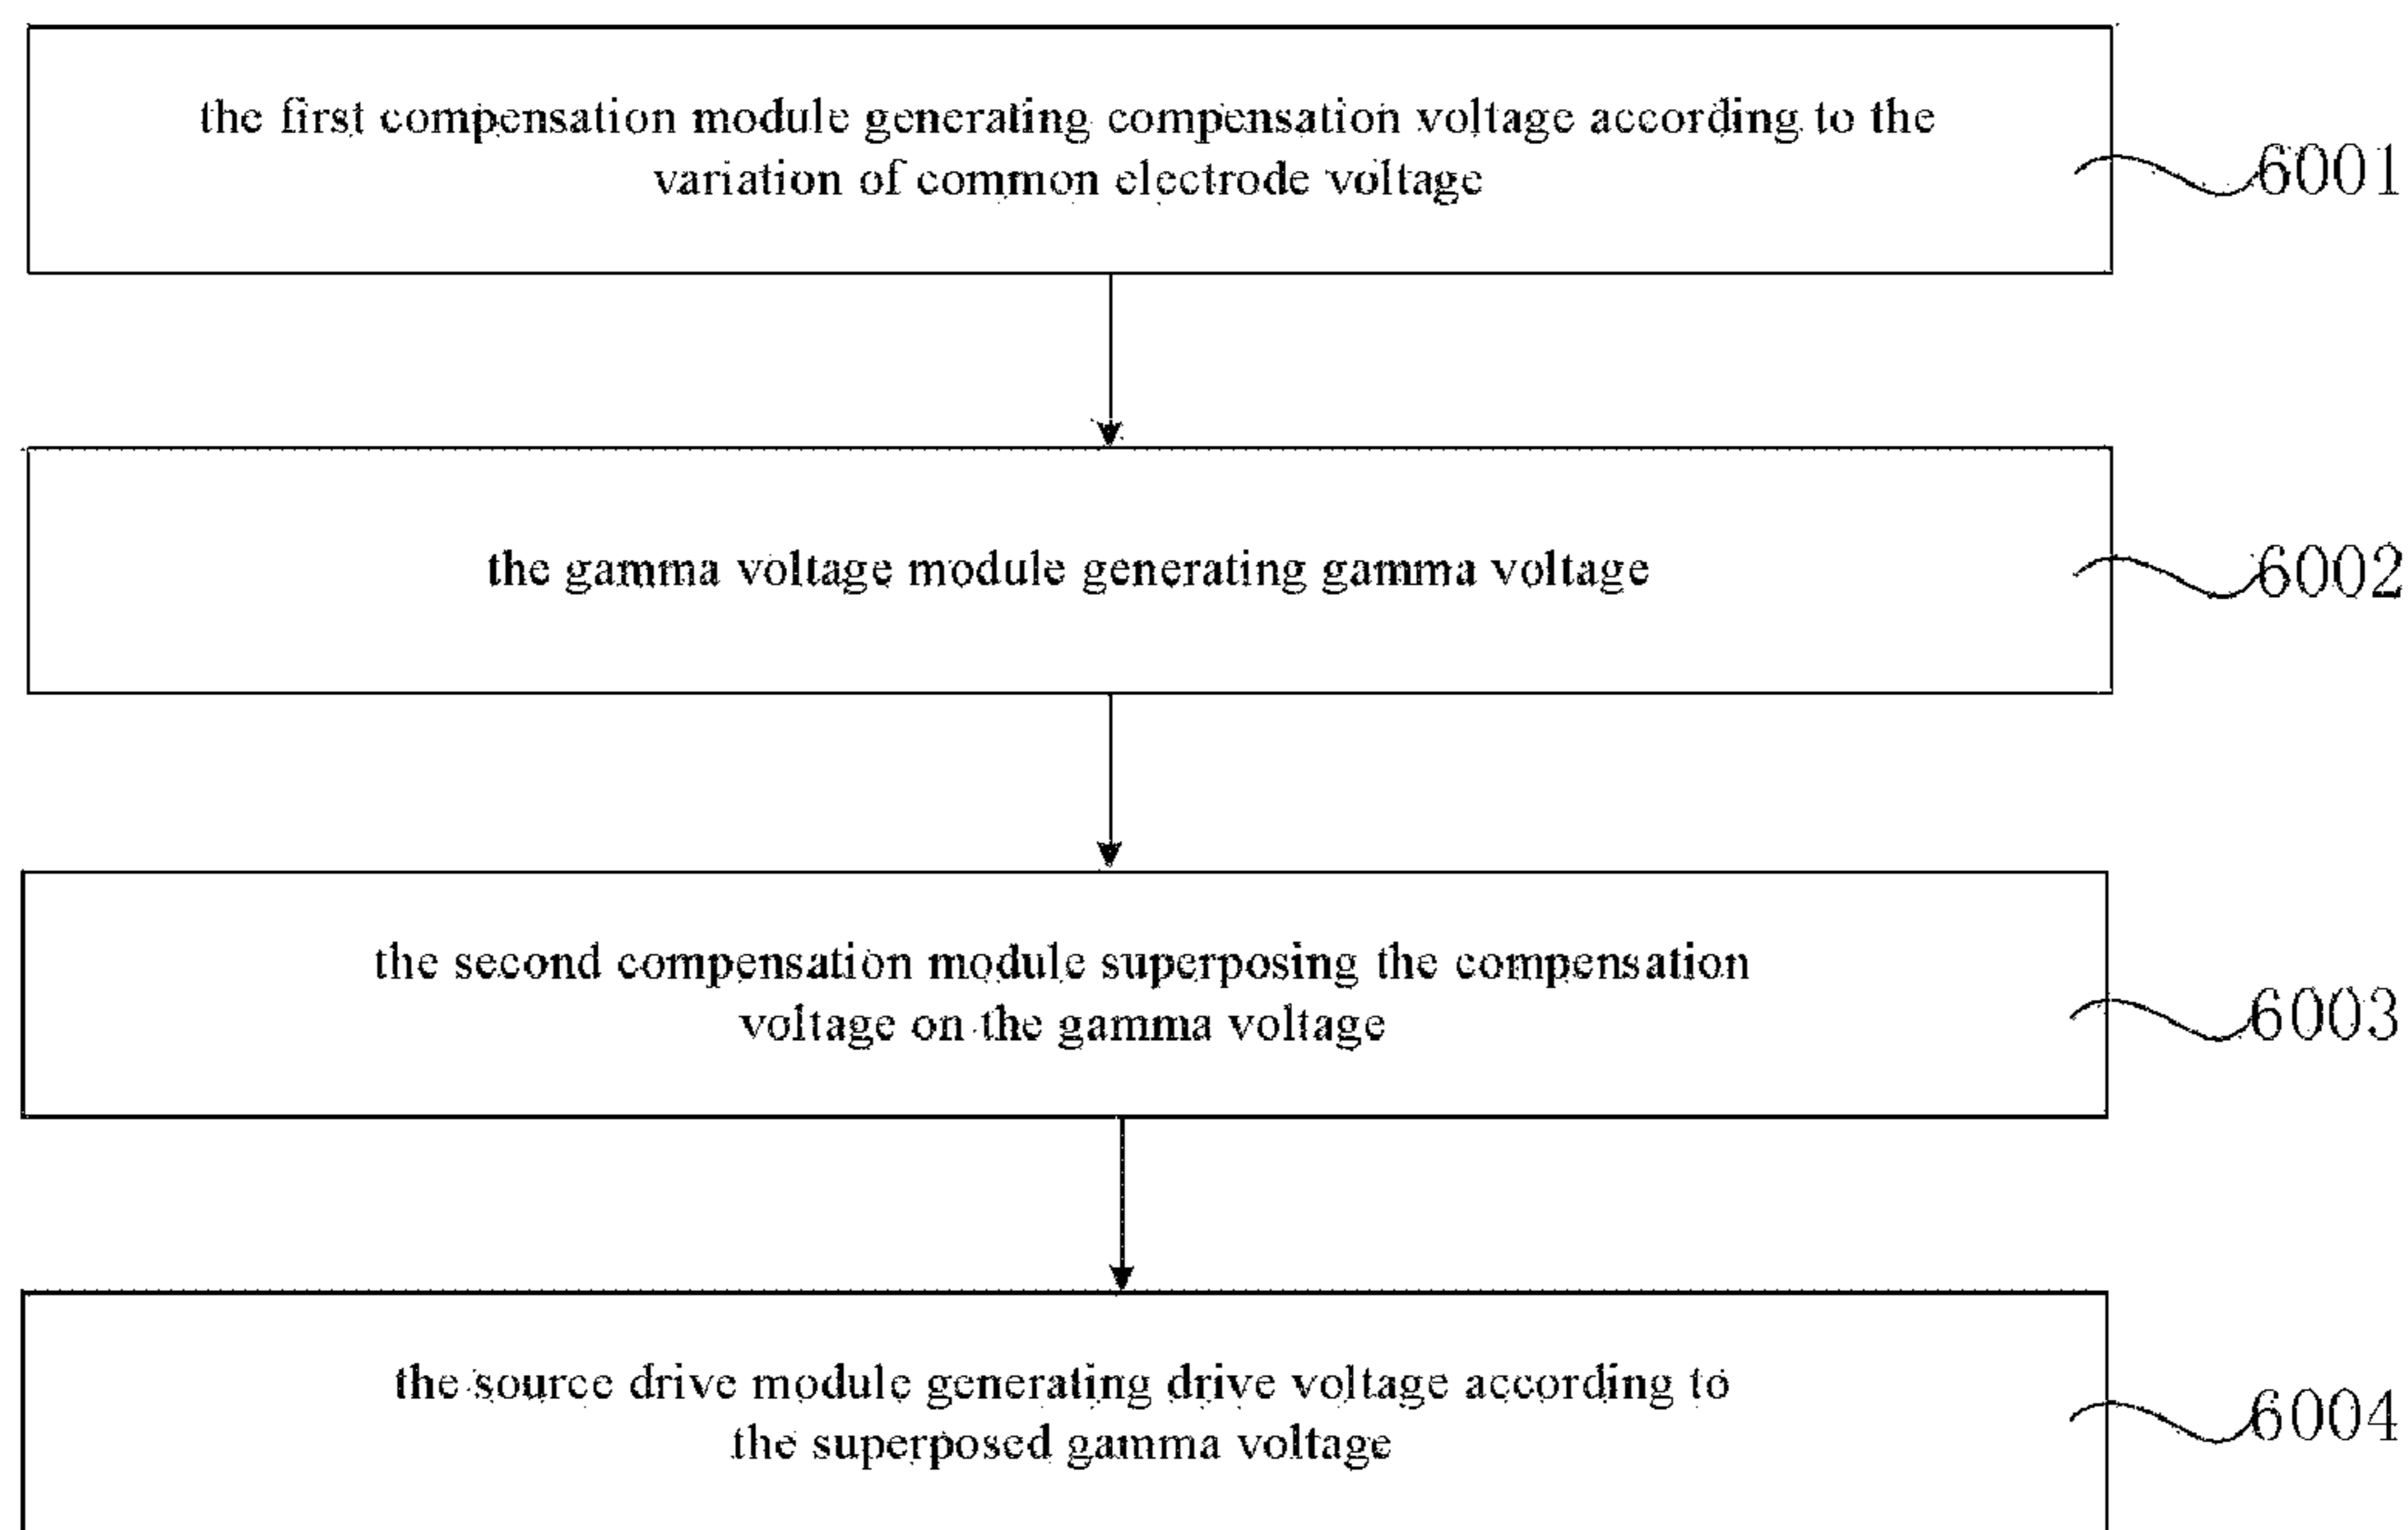 the first compensation module generating compensation voltage according to the
variation of common electrode voltage
6001
the gamma voltage module generating gamma voltage
6002
the second compensation module superposing the compensation
voltage on the gamma voltage
6003
the source drive module generating drive voltage according to
the superposed gamma voltage
6004